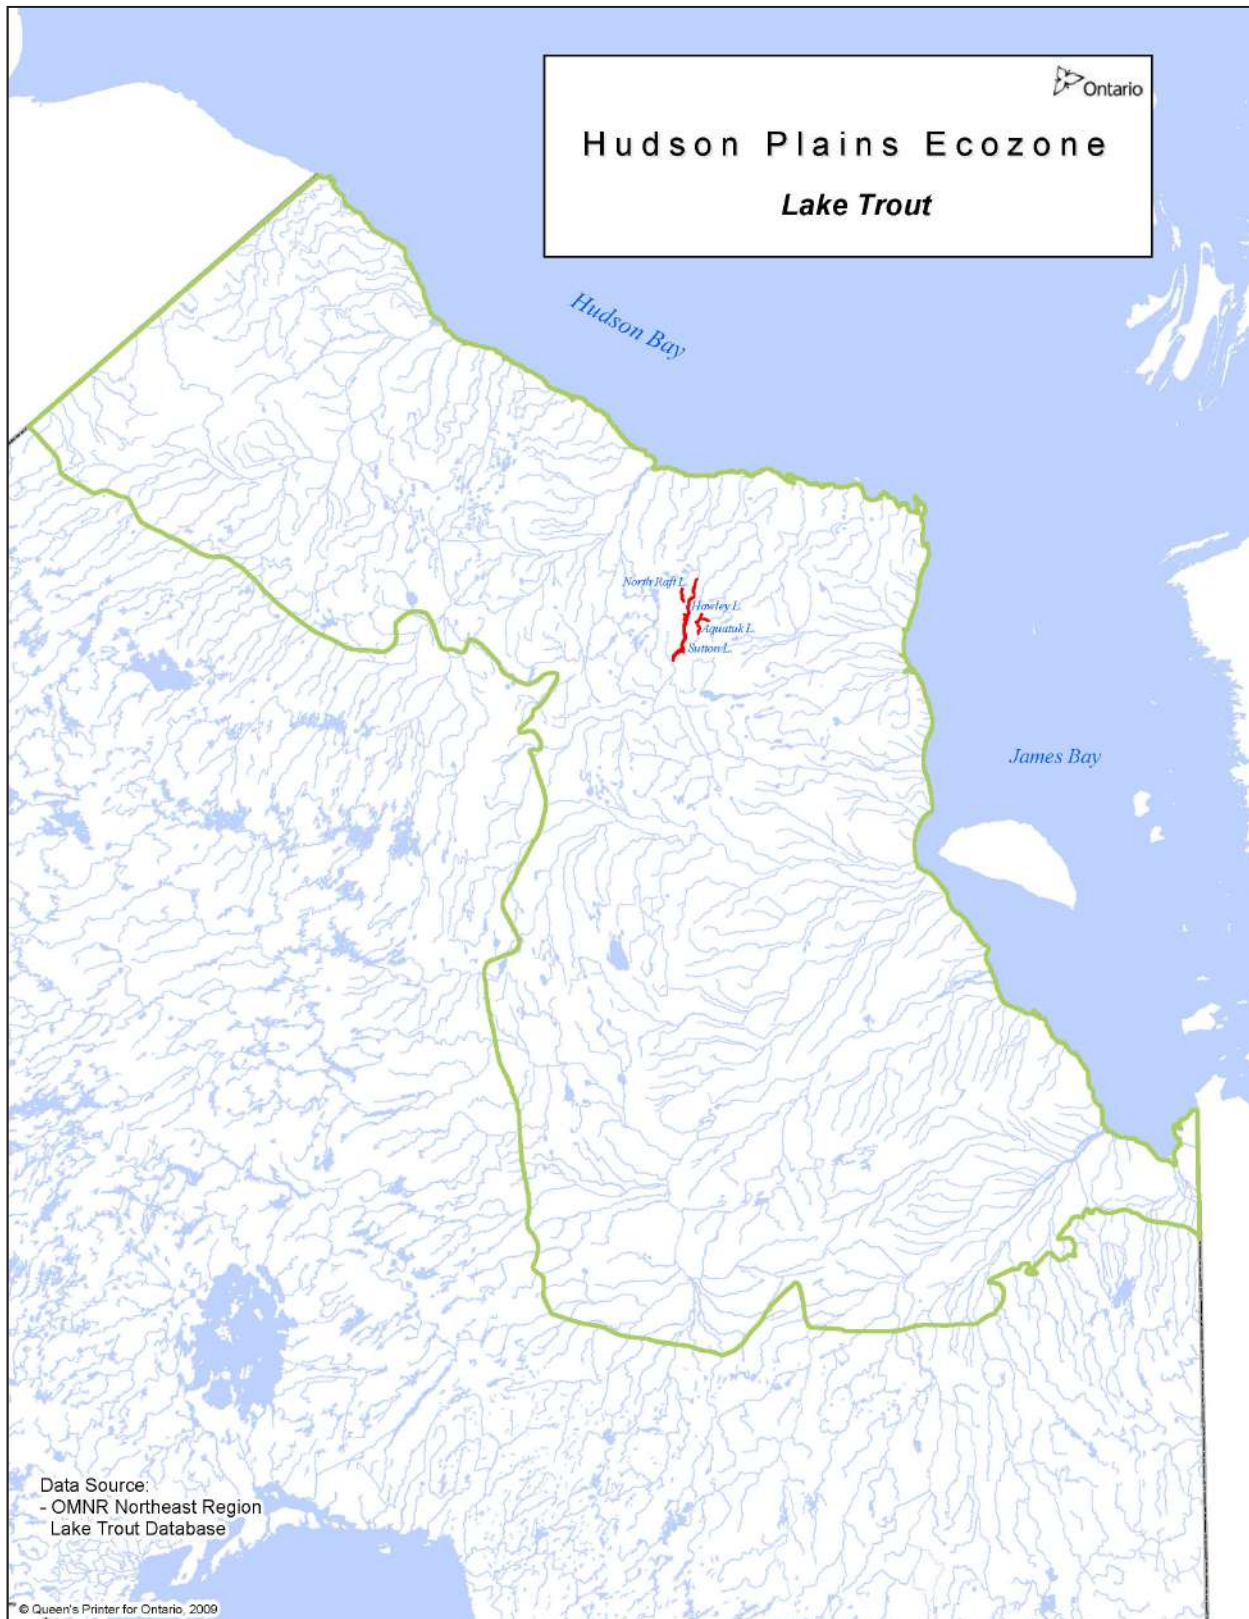 Ontario
Hudson Plains Ecozone
Lake Trout
Hudson Bay
North Raft L.
Hawley L.
Aquatuk L.
Sutton L.
James Bay
Data Source:
- OMNR Northeast Region
Lake Trout Database
© Queen's Printer for Ontario, 2009